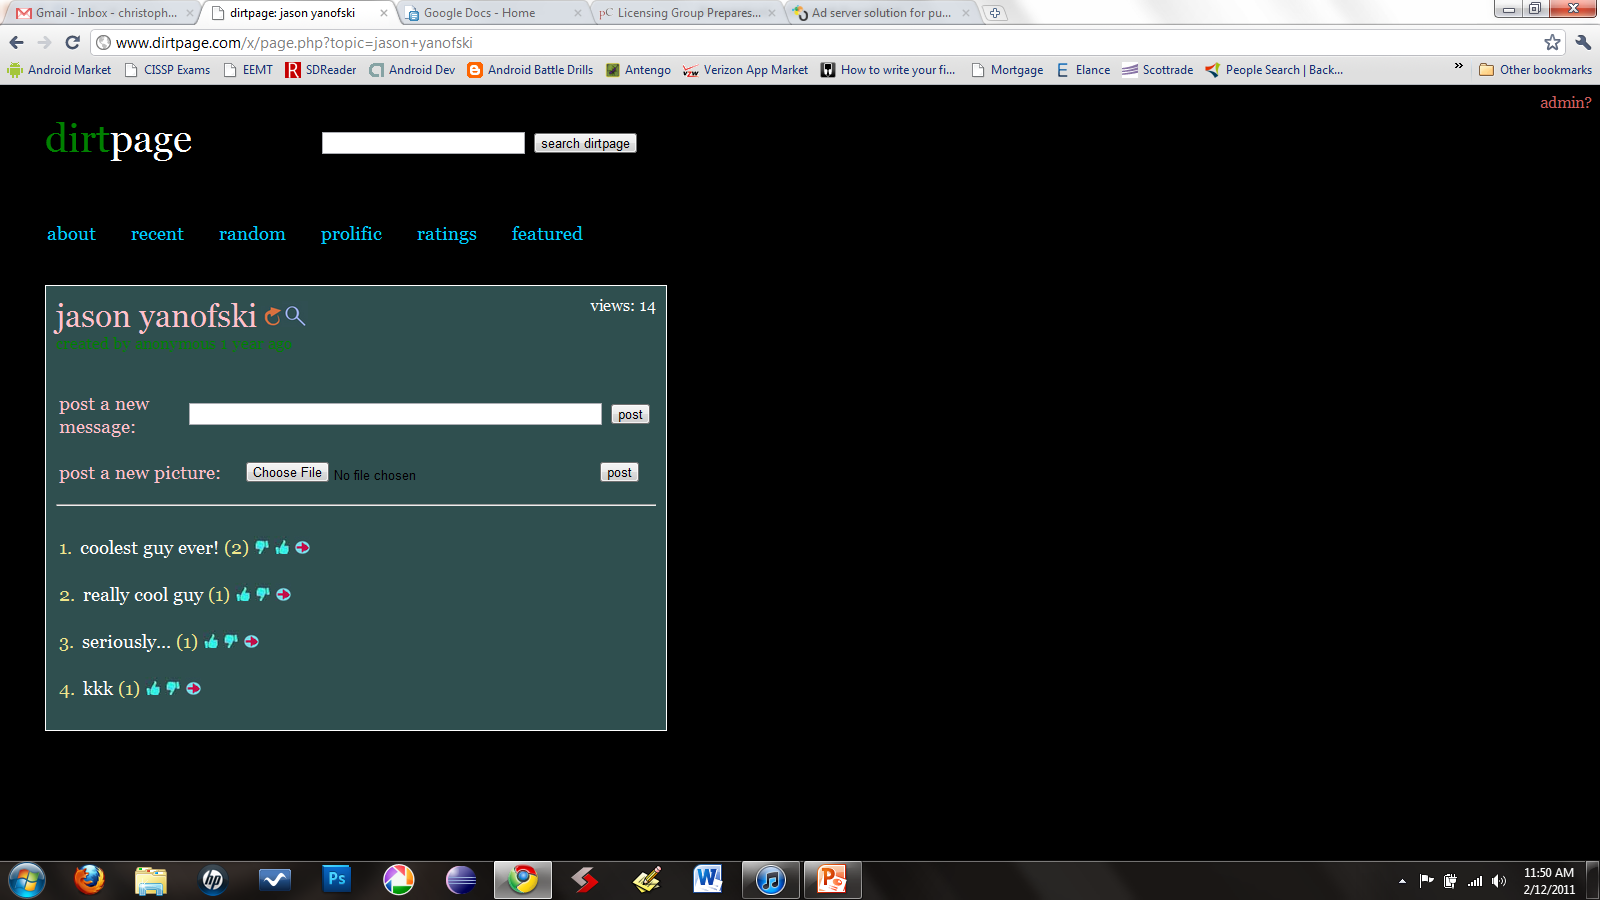 Gmail - Inbox - christoph...
dirtpage: jason yanofski
Google Docs - Home
pC Licensing Group Prepares...
Ad server solution for pu...
www.dirtpage.com/x/page.php?topic=jason+yanofski
Android Market CISSP Exams EEMT R SDReader Android Dev Android Battle Drills Antengo vzw Verizon App Market How to write your fi... Mortgage E Elance Scottrade People Search | Back... » Other bookmarks
admin?
dirtpage
search dirtpage
about recent random prolific ratings featured
jason yanofski
views: 14
created by anonymous 1 year ago
post a new
message:
post
post a new picture: Choose File No file chosen post
1. coolest guy ever! (2)
2. really cool guy (1)
3. seriously... (1)
4. kkk (1)
hp Ps W P
11:50 AM
2/12/2011